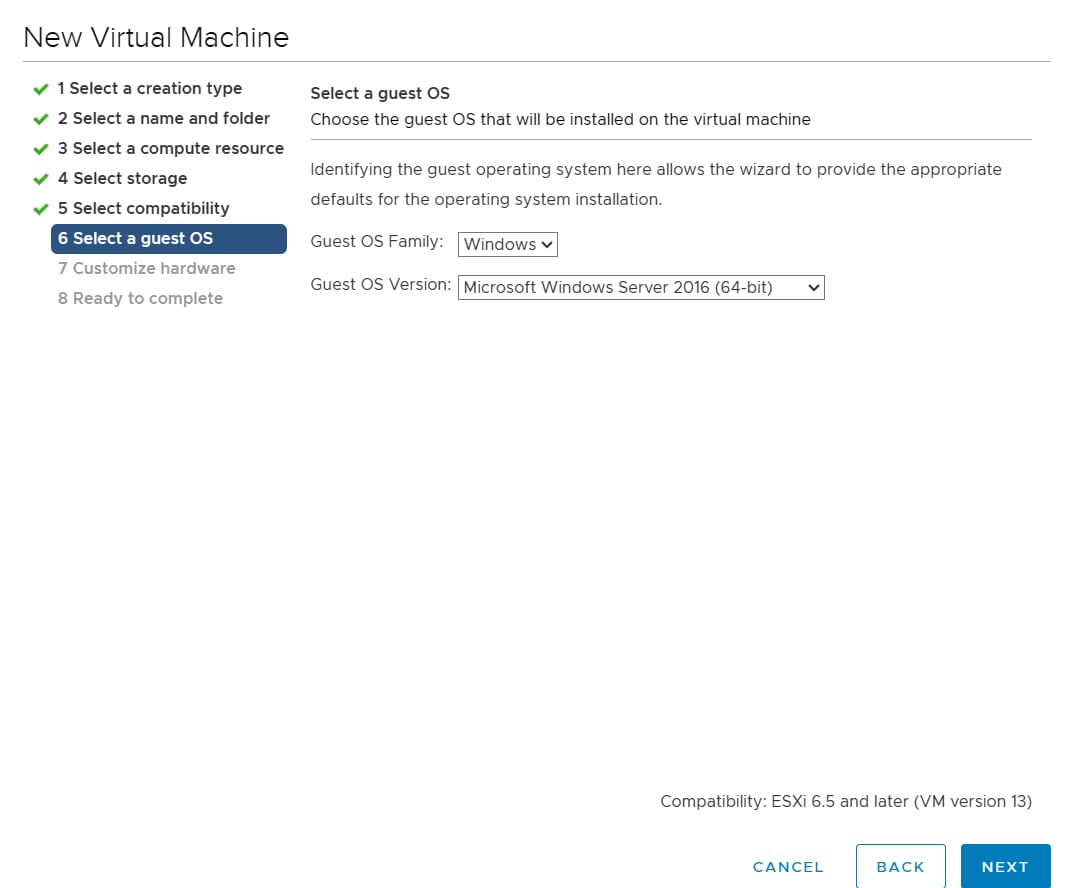 New Virtual Machine
1 Select a creation type
2 Select a name and folder
3 Select a compute resource
4 Select storage
5 Select compatibility
6 Select a guest OS
7 Customize hardware
8 Ready to complete
Select a guest OS
Choose the guest OS that will be installed on the virtual machine
Identifying the guest operating system here allows the wizard to provide the appropriate
defaults for the operating system installation.
Guest OS Family: Windows
Guest OS Version: Microsoft Windows Server 2016 (64-bit)
Compatibility: ESXi 6.5 and later (VM version 13)
CANCEL BACK NEXT